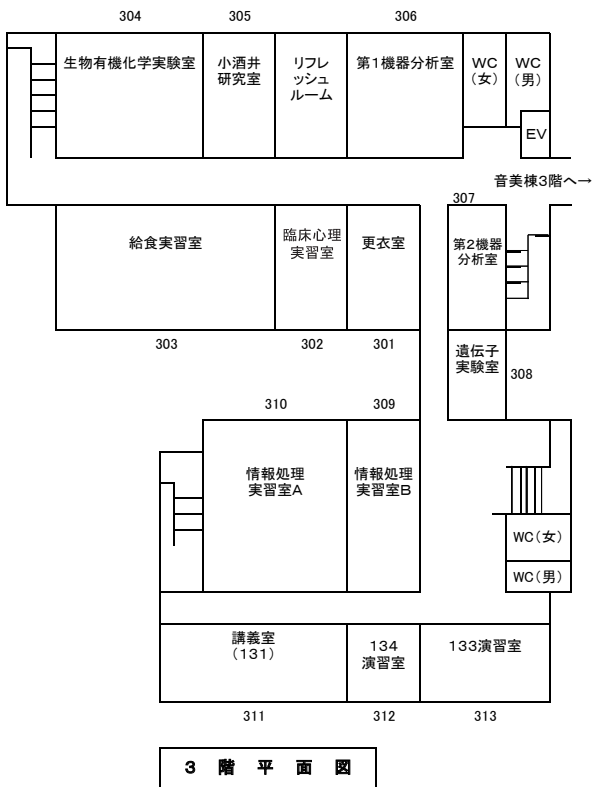 304
305
306
生物有機化学実験室
小酒井
研究室
リフレ
ッシュ
ルーム
第1機器分析室
WC
(女)
WC
(男)
EV
音美棟3階へ→
307
給食実習室
臨床心理
実習室
更衣室
第2機器
分析室
303
302
301
遺伝子
実験室
308
310
309
情報処理
実習室A
情報処理
実習室B
WC(女)
WC(男)
講義室
(131)
134
演習室
133演習室
311
312
313
3 階 平 面 図